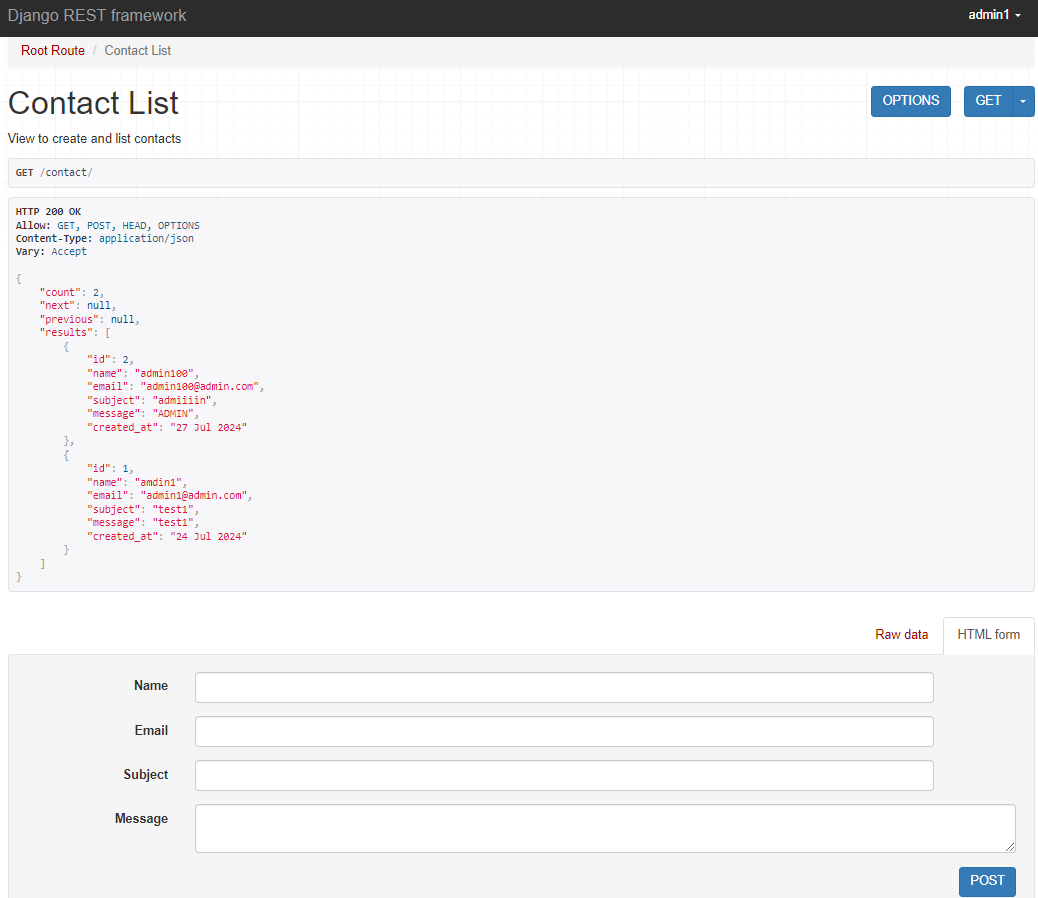 Django REST framework
admin1
Root Route / Contact List
Contact List
OPTIONS
GET
View to create and list contacts
GET /contact/
HTTP 200 OK
Allow: GET, POST, HEAD, OPTIONS
Content-Type: application/json
Vary: Accept
{
    "count": 2,
    "next": null,
    "previous": null,
    "results": [
        {
            "id": 2,
            "name": "admin100",
            "email": "admin100@admin.com",
            "subject": "admiiiin",
            "message": "ADMIN",
            "created_at": "27 Jul 2024"
        },
        {
            "id": 1,
            "name": "amdin1",
            "email": "admin1@admin.com",
            "subject": "test1",
            "message": "test1",
            "created_at": "24 Jul 2024"
        }
    ]
}
Raw data
HTML form
Name
Email
Subject
Message
POST